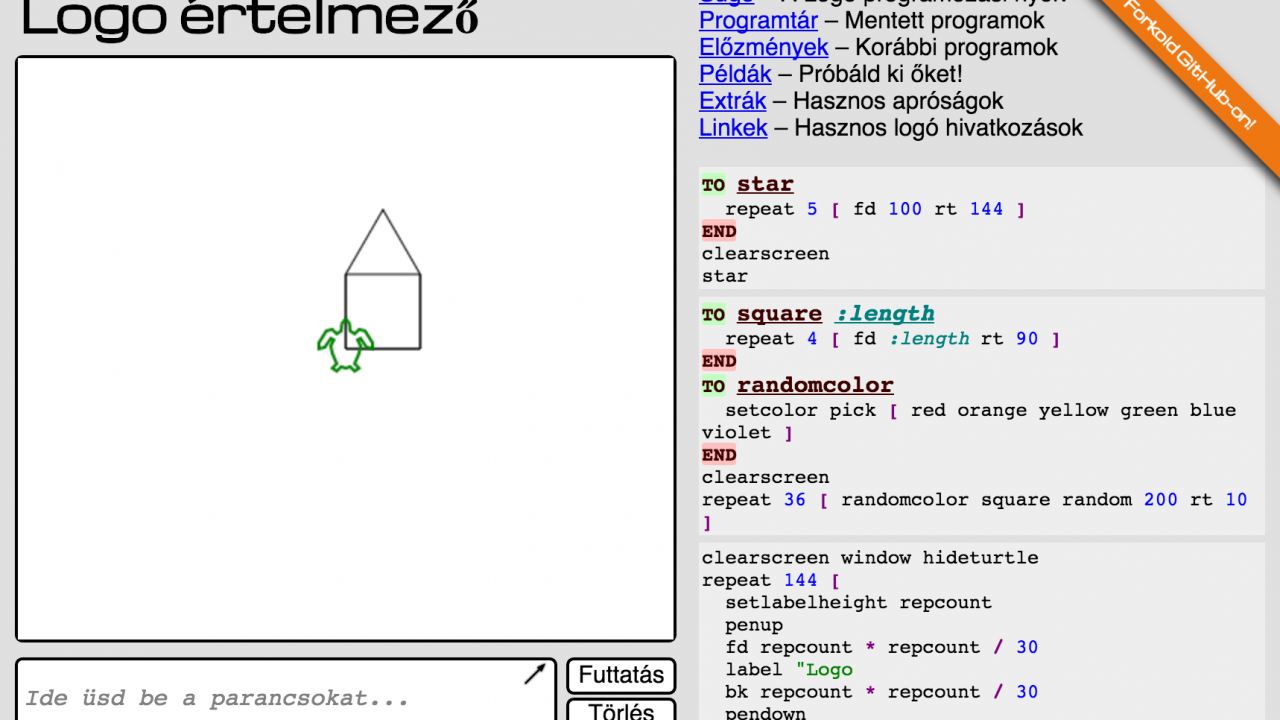 Logo értelmező
Súgó – A Logo programozási nyelv
Programtár – Mentett programok
Előzmények – Korábbi programok
Példák – Próbáld ki őket!
Extrák – Hasznos apróságok
Linkek – Hasznos logó hivatkozások
Forkold GitHub-on!
TO star
repeat 5 [ fd 100 rt 144 ]
END
clearscreen
star
TO square :length
repeat 4 [ fd :length rt 90 ]
END
TO randomcolor
setcolor pick [ red orange yellow green blue
violet ]
END
clearscreen
repeat 36 [ randomcolor square random 200 rt 10
]
clearscreen window hideturtle
repeat 144 [
setlabelheight repcount
penup
fd repcount * repcount / 30
label "Logo
bk repcount * repcount / 30
pendown
Ide üsd be a parancsokat...
Futtatás
Törlés